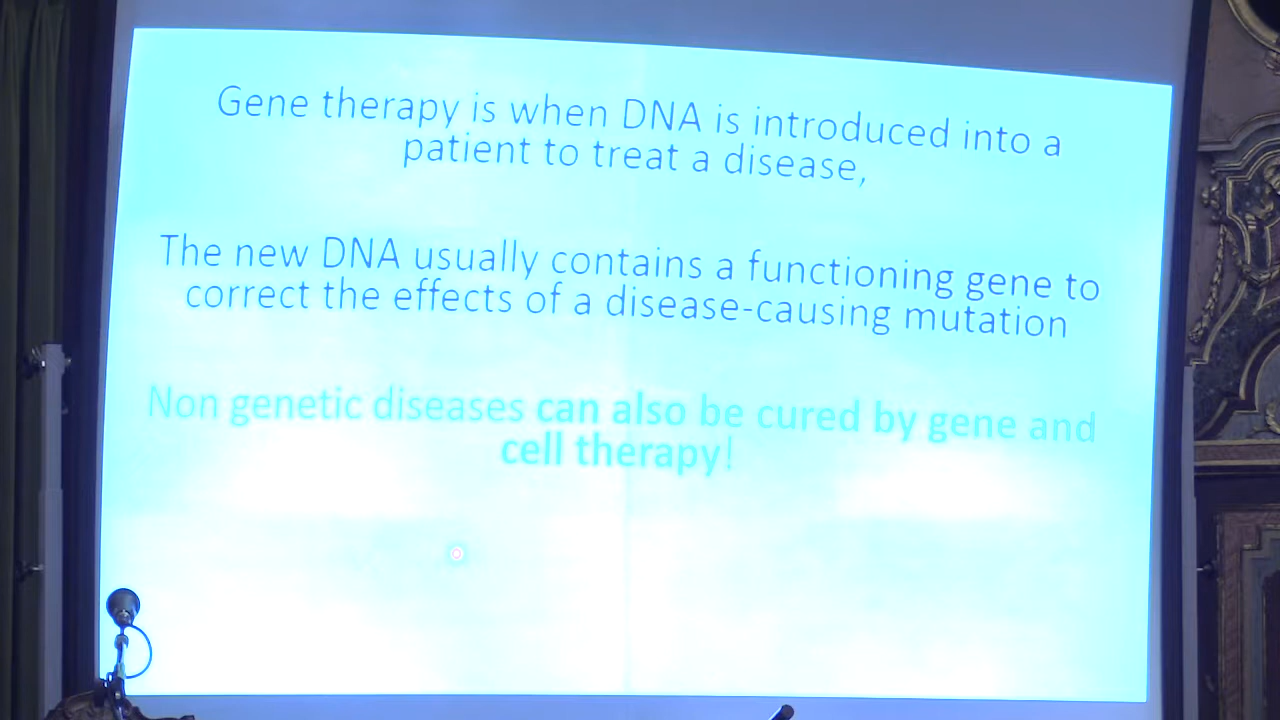 Gene therapy is when DNA is introduced into a
patient to treat a disease,
The new DNA usually contains a functioning gene to
correct the effects of a disease-causing mutation
Non genetic diseases can also be cured by gene and
cell therapy!